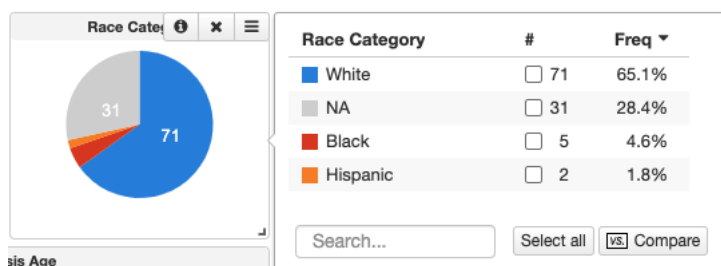 Race Cate
31
71
sis Age
Race Category # Freq
White 71 65.1%
NA 31 28.4%
Black 5 4.6%
Hispanic 2 1.8%
Search... Select all vs. Compare